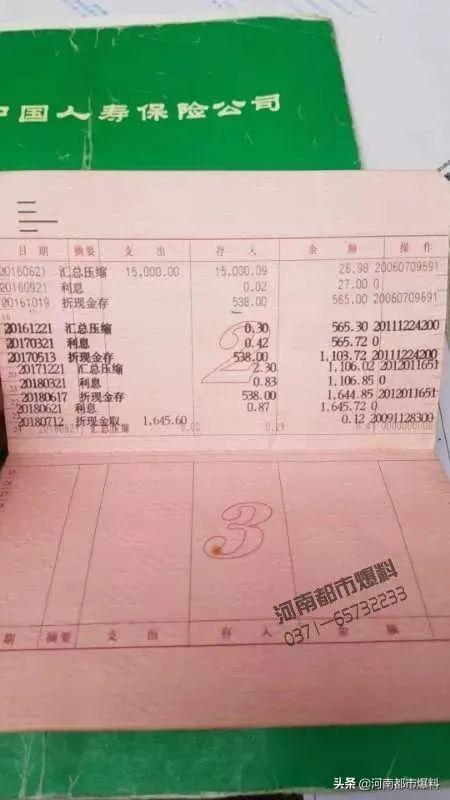 中国人寿保险公司
日期 摘要 支出 存入 余额 操作
20160621 汇总压缩 15,000.00 15,000.09 26.98 20060709691
20160921 利息 0.02 27.00 0
20161019 折现金存 538.00 565.00 20060709691
20161221 汇总压缩 0.30 565.30 20111224200
20170321 利息 0.42 565.72 0
20170513 折现金存 538.00 1,103.72 20111224200
20171221 汇总压缩 2.30 1,106.02 2012011651
20180321 利息 0.83 1,106.85 0
20180617 折现金存 538.00 1,644.85 2012011651
20180621 利息 0.87 1,645.72 0
20180712 折现金取 1,645.60 0.12 20091128300
汇总压缩
2
3
河南都市爆料
0371-65732233
期 摘要 支出 存入 金额
头条 @河南都市爆料